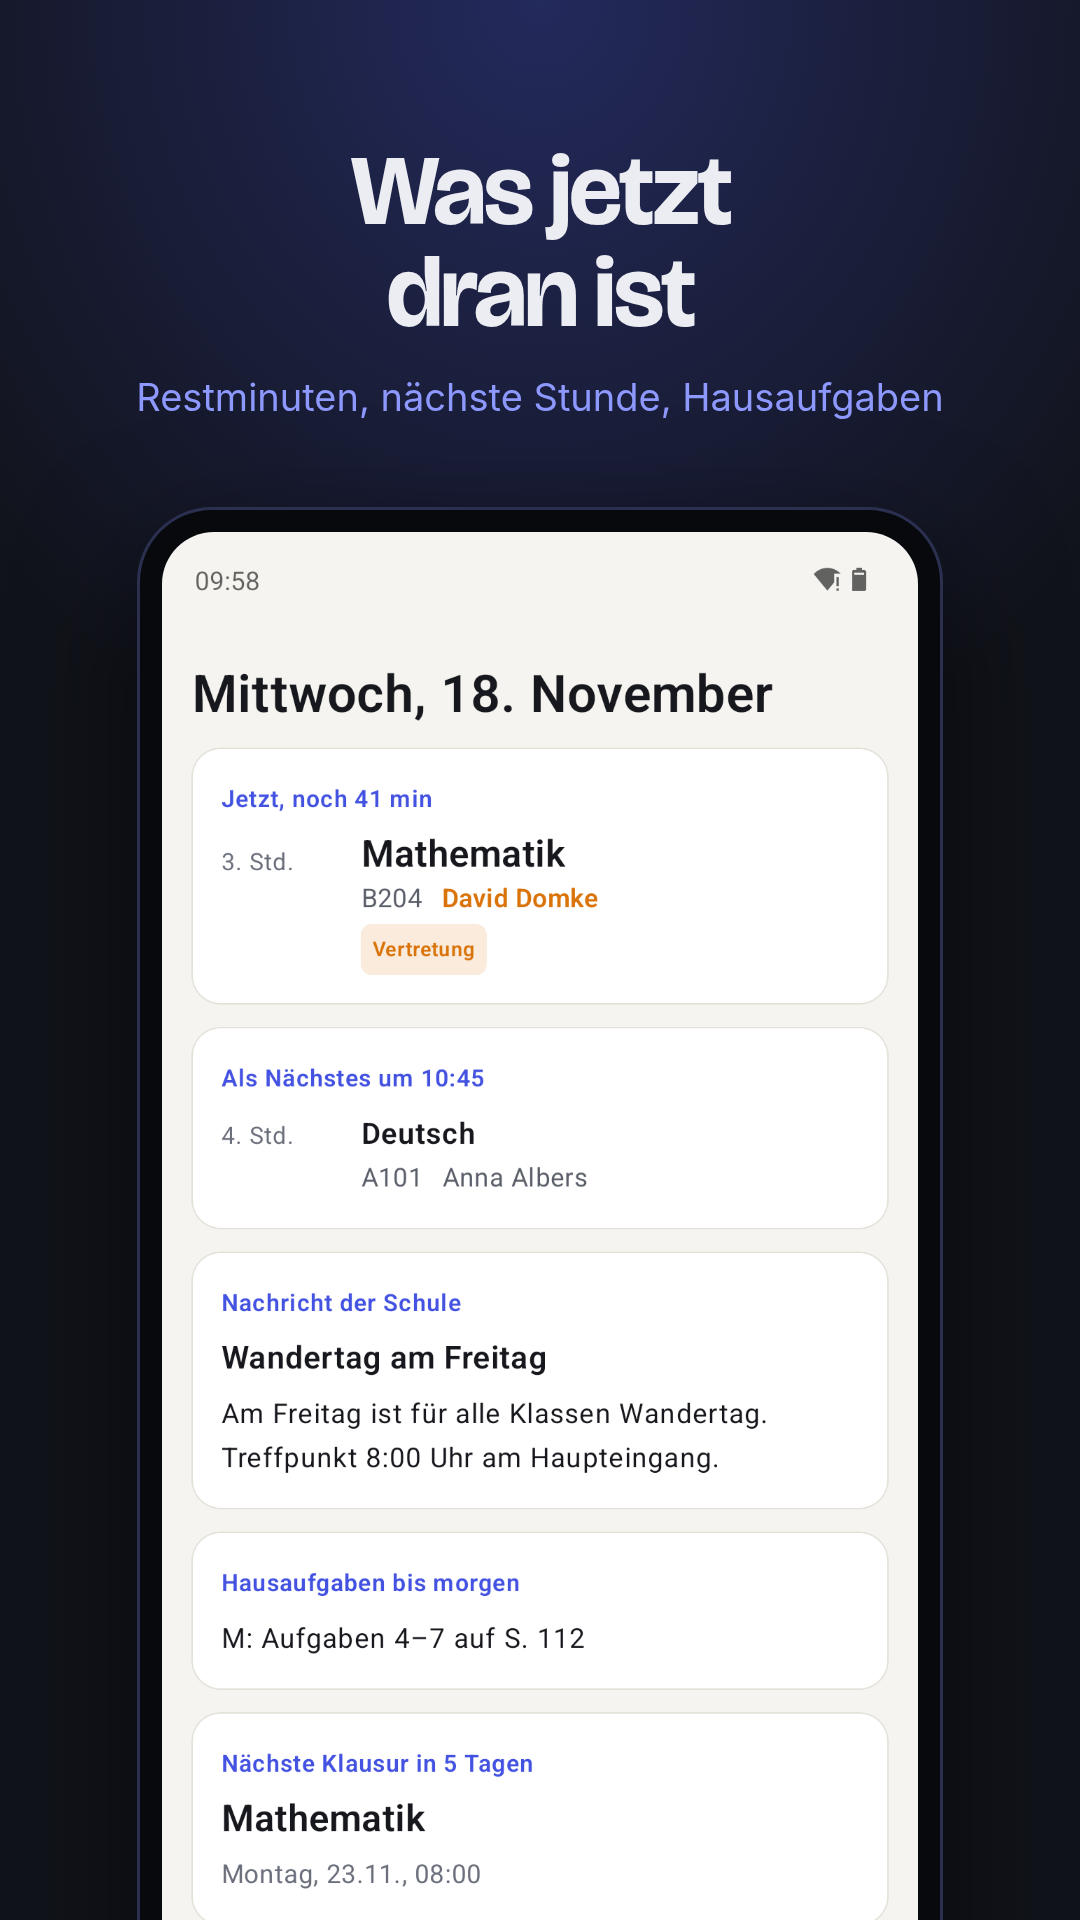 Was jetzt
dran ist
Restminuten, nächste Stunde, Hausaufgaben
09:58
Mittwoch, 18. November
Jetzt, noch 41 min
3. Std.
Mathematik
B204 David Domke
Vertretung
Als Nächstes um 10:45
4. Std.
Deutsch
A101 Anna Albers
Nachricht der Schule
Wandertag am Freitag
Am Freitag ist für alle Klassen Wandertag.
Treffpunkt 8:00 Uhr am Haupteingang.
Hausaufgaben bis morgen
M: Aufgaben 4–7 auf S. 112
Nächste Klausur in 5 Tagen
Mathematik
Montag, 23.11., 08:00